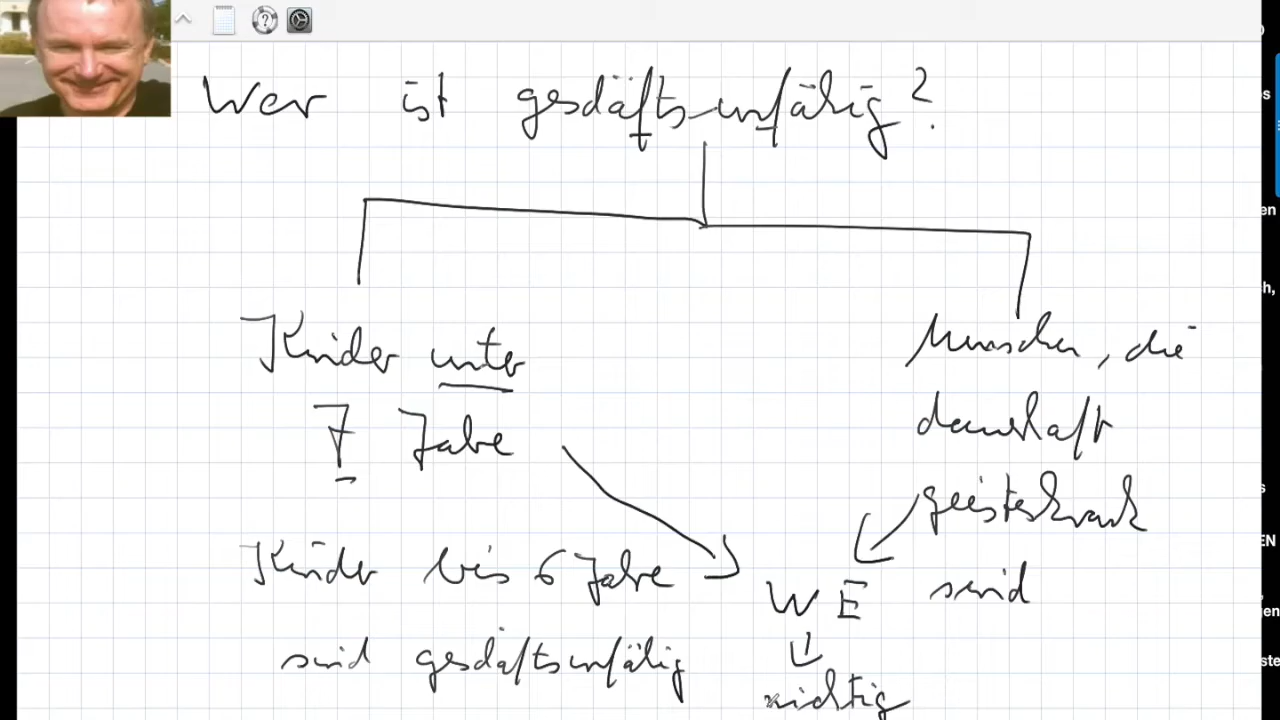 Wer ist geschäftsunfähig?
Kinder unter
7 Jahre
Menschen, die
dauerhaft
geisteskrank
sind
Kinder bis 6 Jahre
sind geschäftsunfähig
WE
nichtig